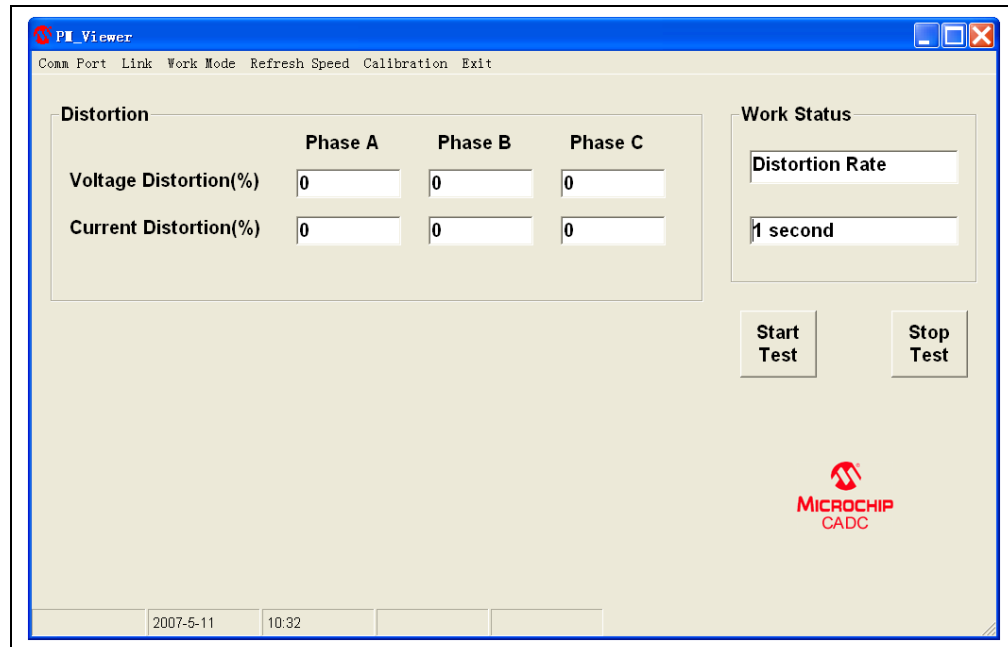 PM_Viewer
Comm Port Link Work Mode Refresh Speed Calibration Exit
Distortion
Phase A Phase B Phase C
Voltage Distortion(%) 0 0 0
Current Distortion(%) 0 0 0
Work Status
Distortion Rate
1 second
Start
Test
Stop
Test
MICROCHIP
CADC
2007-5-11 10:32